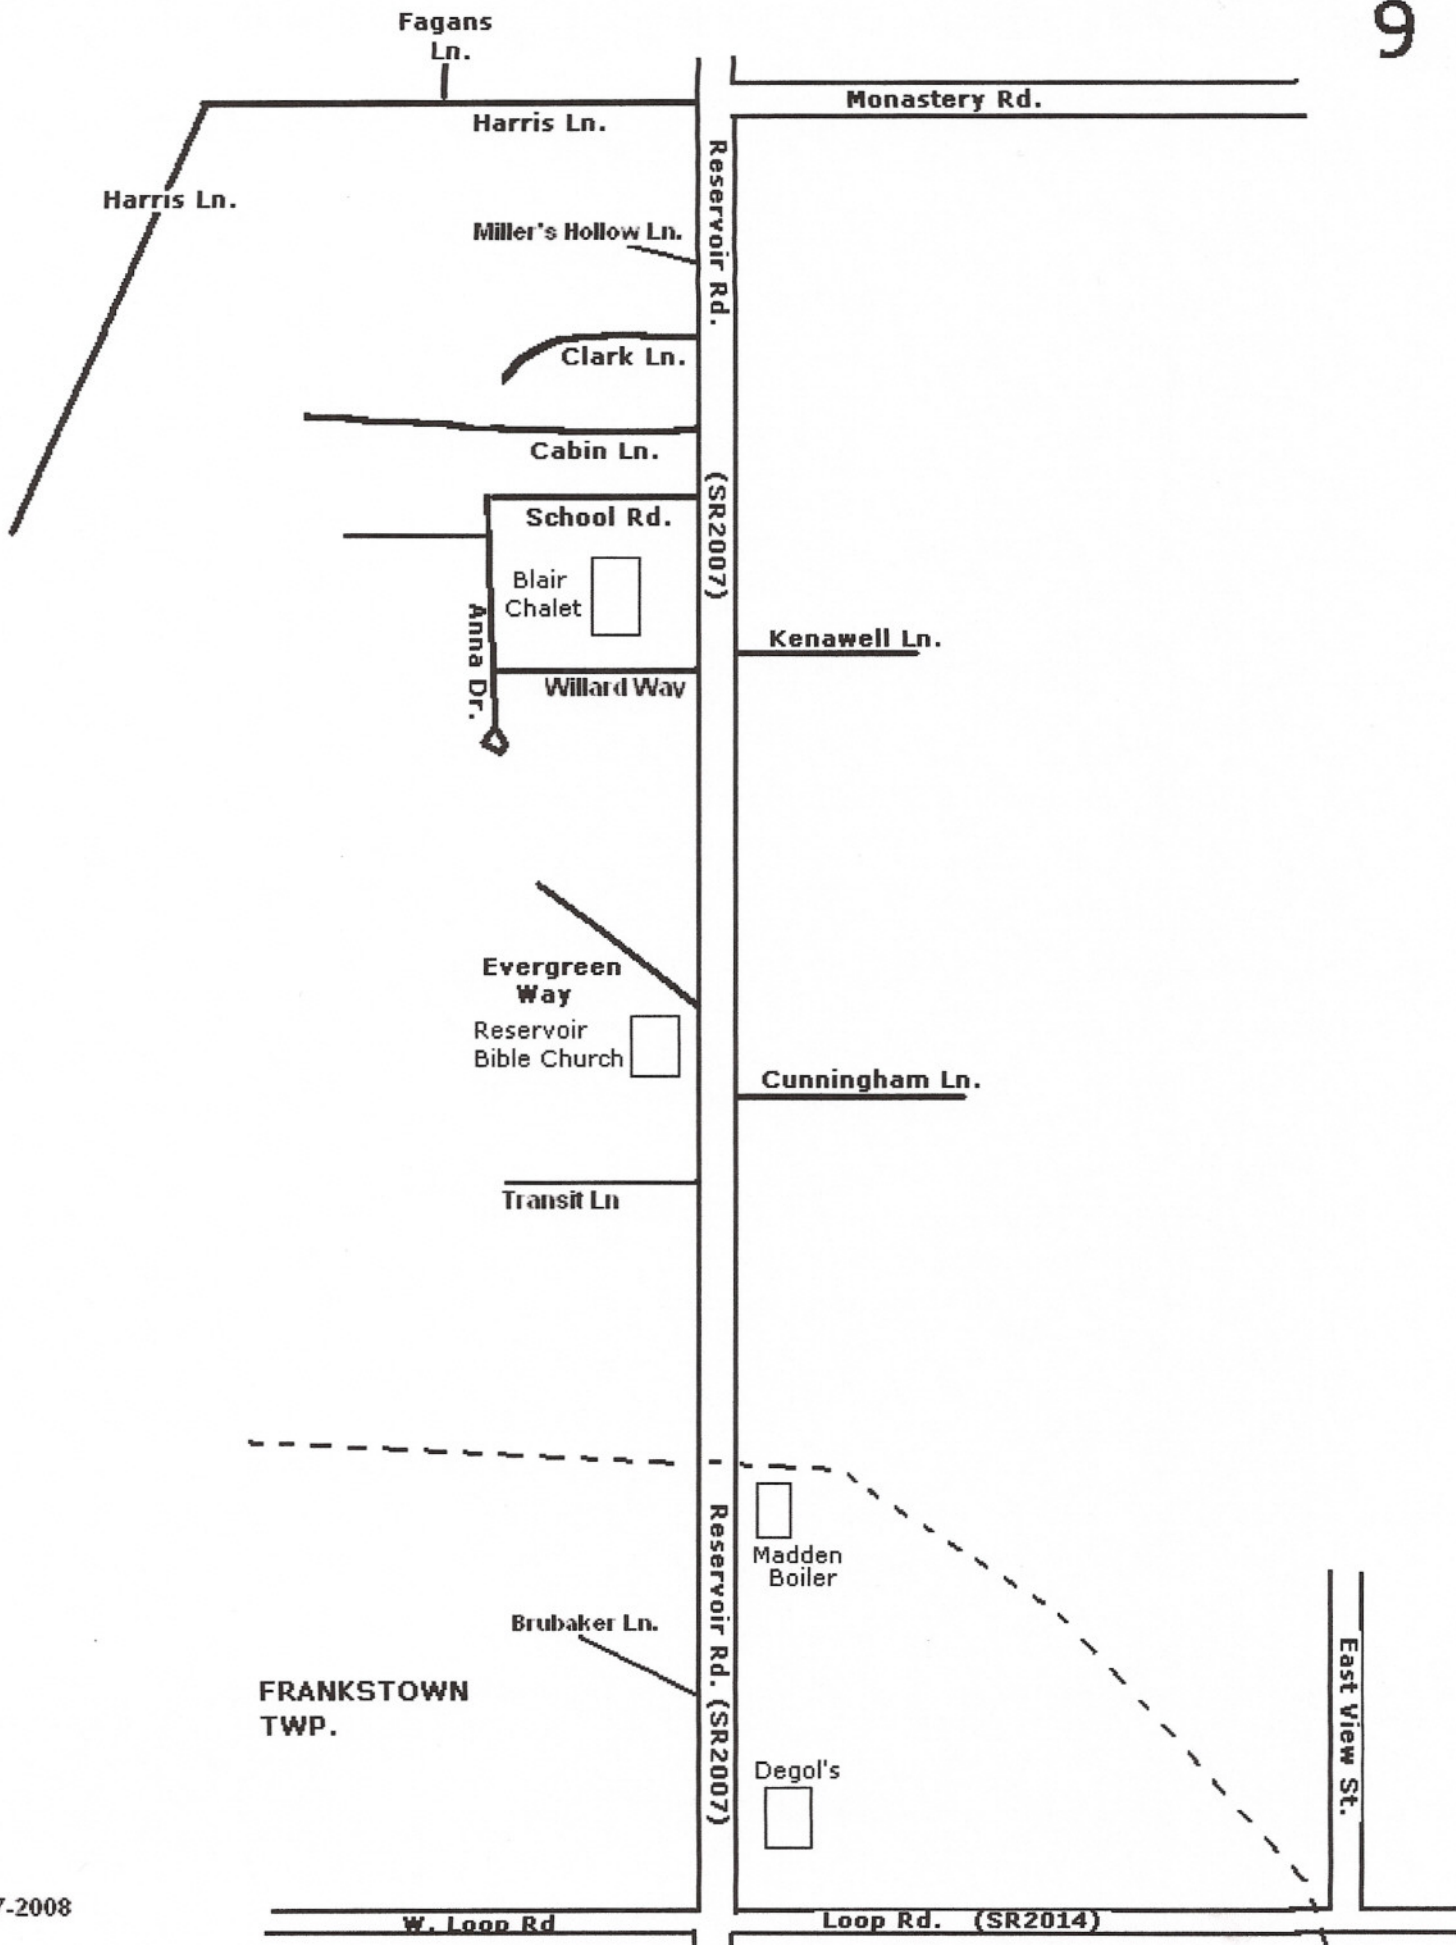 9
Fagans
Ln.
Monastery Rd.
Harris Ln.
Reservoir Rd.
Harris Ln.
Miller's Hollow Ln.
Clark Ln.
Cabin Ln.
(SR2007)
School Rd.
Blair
Chalet
Anna Dr.
Kenawell Ln.
Willard Way
Evergreen
Way
Reservoir
Bible Church
Cunningham Ln.
Transit Ln
Reservoir Rd. (SR2007)
Madden
Boiler
Brubaker Ln.
East View St.
FRANKSTOWN
TWP.
Degol's
-2008
W. Loop Rd
Loop Rd. (SR2014)